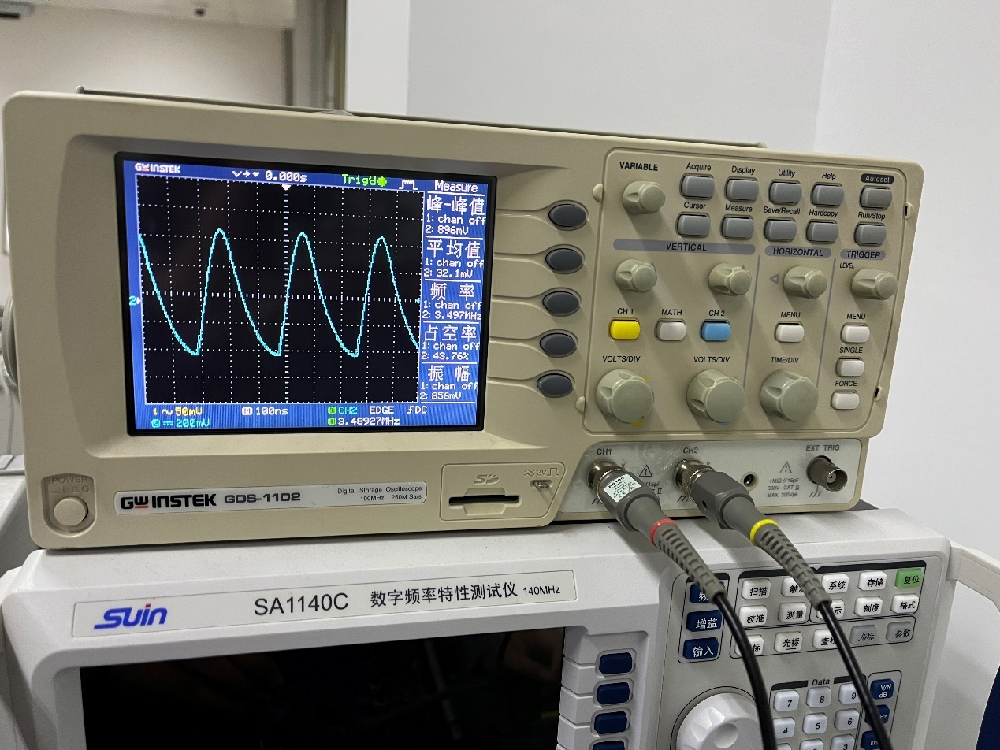 GWINSTEK
0.000s
Trig'd
Measure
峰-峰值
1: chan off
2: 896mV
平均值
1: chan off
2: 32.1mV
频 率
1: chan off
2: 3.497MHz
占空率
1: chan off
2: 43.76%
振 幅
1: chan off
2: 856mV
2
1 50mV
M 100ns
CH2 EDGE DC
2 200mV
3.48927MHz
VARIABLE
Acquire Display Utility Help Autoset
Cursor Measure Save/Recall Hardcopy Run/Stop
VERTICAL
HORIZONTAL
TRIGGER
LEVEL
CH 1 MATH CH 2
MENU
MENU
SINGLE
FORCE
VOLTS/DIV
VOLTS/DIV
TIME/DIV
CH1
CH2
EXT TRIG
1MΩ//15pF
300V CAT II
MAX. 300Vpk
POWER
GWINSTEK GDS-1102
Digital Storage Oscilloscope
100MHz 250M Sa/s
SD
≈2V
SUIN
SA1140C 数字频率特性测试仪 140MHz
扫描 系统 存储 复位
增益 校准 测量 刻度 格式
输入 光标 光标 参数
Data
7 8 9 V/N
dB
4 5 6
3